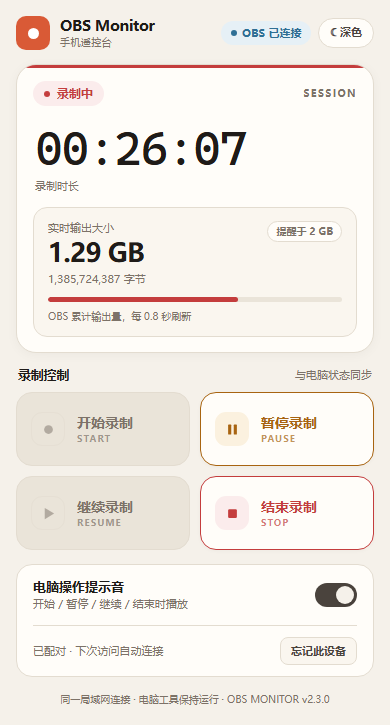 OBS Monitor
手机遥控台
OBS 已连接
深色
录制中
SESSION
00:26:07
录制时长
实时输出大小
提醒于 2 GB
1.29 GB
1,385,724,387 字节
OBS 累计输出量，每 0.8 秒刷新
录制控制
与电脑状态同步
开始录制
START
暂停录制
PAUSE
继续录制
RESUME
结束录制
STOP
电脑操作提示音
开始 / 暂停 / 继续 / 结束时播放
已配对 · 下次访问自动连接
忘记此设备
同一局域网连接 · 电脑工具保持运行 · OBS MONITOR v2.3.0